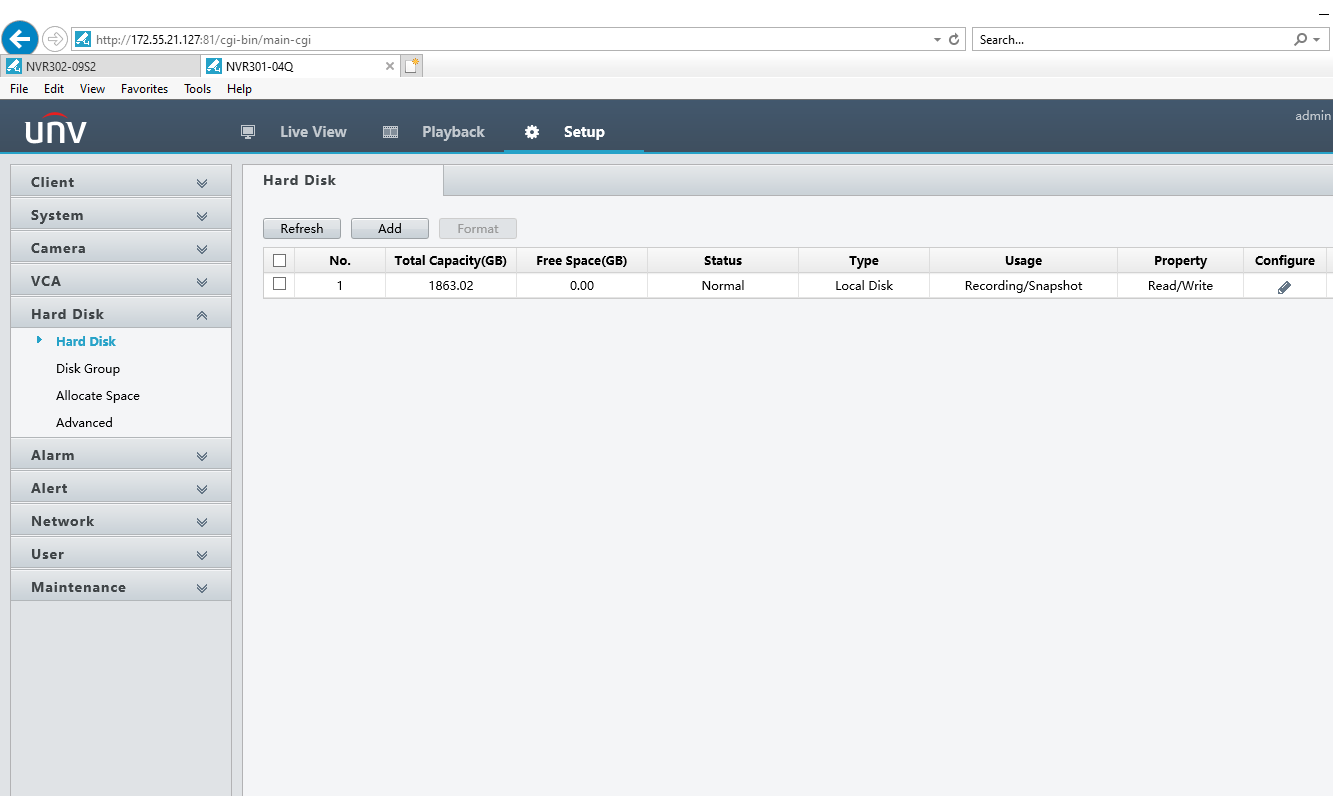 http://172.55.21.127:81/cgi-bin/main-cgi Search...
NVR302-09S2 NVR301-04Q
File Edit View Favorites Tools Help
admin
unv Live View Playback Setup
Client
System
Camera
VCA
Hard Disk
Hard Disk
Disk Group
Allocate Space
Advanced
Alarm
Alert
Network
User
Maintenance
Hard Disk
Refresh Add Format
No. Total Capacity(GB) Free Space(GB) Status Type Usage Property Configure
1 1863.02 0.00 Normal Local Disk Recording/Snapshot Read/Write